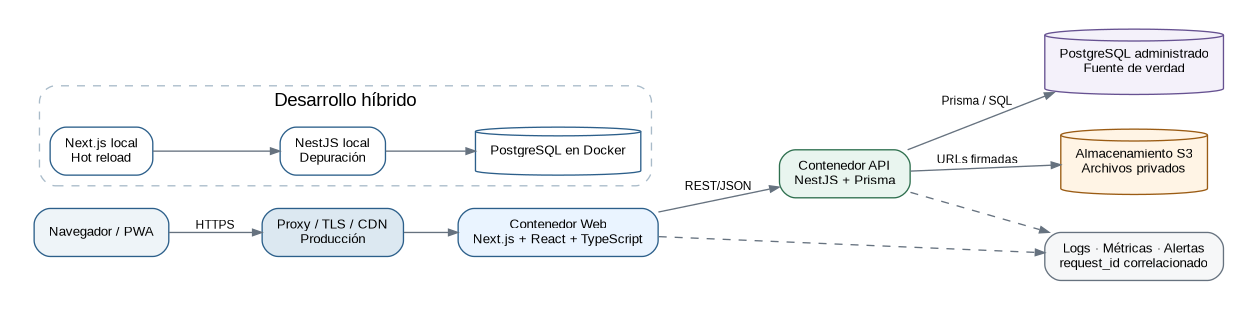 Desarrollo híbrido
Next.js local
Hot reload
NestJS local
Depuración
PostgreSQL en Docker
Navegador / PWA
HTTPS
Proxy / TLS / CDN
Producción
Contenedor Web
Next.js + React + TypeScript
REST/JSON
Contenedor API
NestJS + Prisma
Prisma / SQL
PostgreSQL administrado
Fuente de verdad
URLs firmadas
Almacenamiento S3
Archivos privados
Logs · Métricas · Alertas
request_id correlacionado